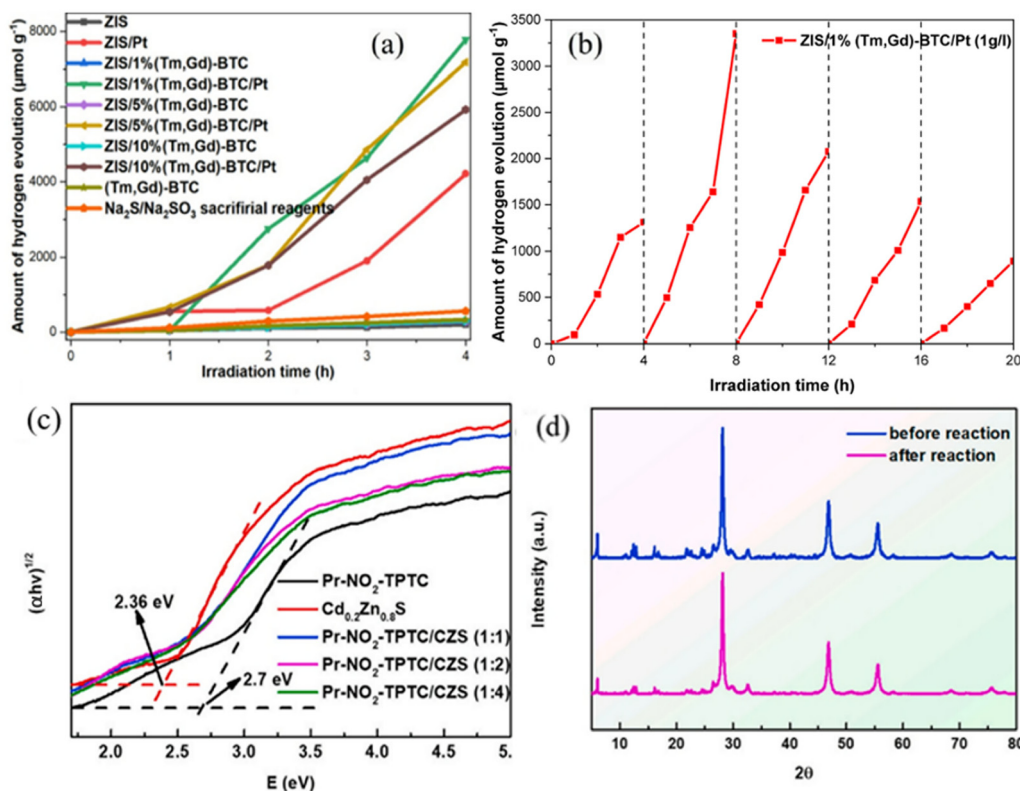 (a)
ZIS
ZIS/Pt
ZIS/1%(Tm,Gd)-BTC
ZIS/1%(Tm,Gd)-BTC/Pt
ZIS/5%(Tm,Gd)-BTC
ZIS/5%(Tm,Gd)-BTC/Pt
ZIS/10%(Tm,Gd)-BTC
ZIS/10%(Tm,Gd)-BTC/Pt
(Tm,Gd)-BTC
Na₂S/Na₂SO₃ sacrifirial reagents
Amount of hydrogen evolution (μmol g⁻¹)
8000
6000
4000
2000
0
0 1 2 3 4
Irradiation time (h)
(b)
ZIS/1% (Tm,Gd)-BTC/Pt (1g/l)
Amount of hydrogen evolution (μmol g⁻¹)
3500
3000
2500
2000
1500
1000
500
0
0 4 8 12 16 20
Irradiation time (h)
(c)
(αhv)¹/²
2.36 eV
2.7 eV
Pr-NO₂-TPTC
Cd₀.₂Zn₀.₈S
Pr-NO₂-TPTC/CZS (1:1)
Pr-NO₂-TPTC/CZS (1:2)
Pr-NO₂-TPTC/CZS (1:4)
2.0 2.5 3.0 3.5 4.0 4.5 5.
E (eV)
(d)
before reaction
after reaction
Intensity (a.u.)
10 20 30 40 50 60 70 80
2θ